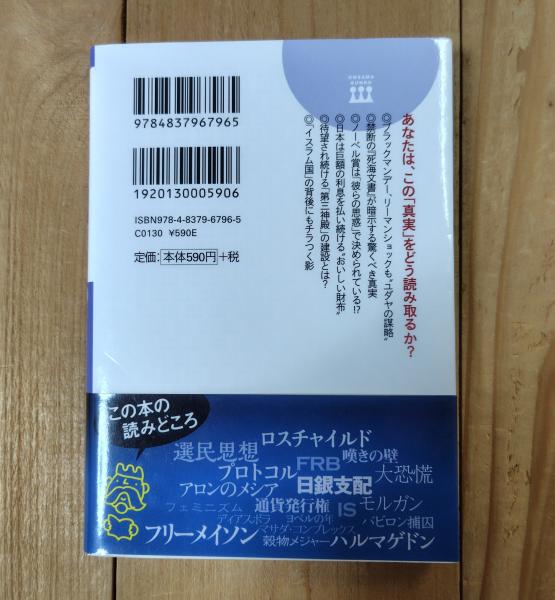 あなたは、この「真実」をどう読み取るか？
◎ブラックマンデー、リーマンショックも“ユダヤの謀略”
◎禁断の『死海文書』が暗示する驚くべき真実
◎ノーベル賞は「彼らの思惑」で決められている!?
◎日本は巨額の利息を払い続ける“おいしい財布”
◎待望され続ける「第三神殿」の建設とは？
◎「イスラム国」の背後にもチラつく影
9784837967965
1920130005906
ISBN978-4-8379-6796-5
C0130 ¥590E
定価：本体590円+税
この本の
読みどころ
ロスチャイルド
選民思想
嘆きの壁
FRB
プロトコル
大恐慌
日銀支配
アロンのメシア
フェミニズム
通貨発行権
IS
モルガン
ディアスポラ
ヨベルの年
バビロン捕囚
マサダ・コンプレックス
フリーメイソン
穀物メジャー
ハルマゲドン